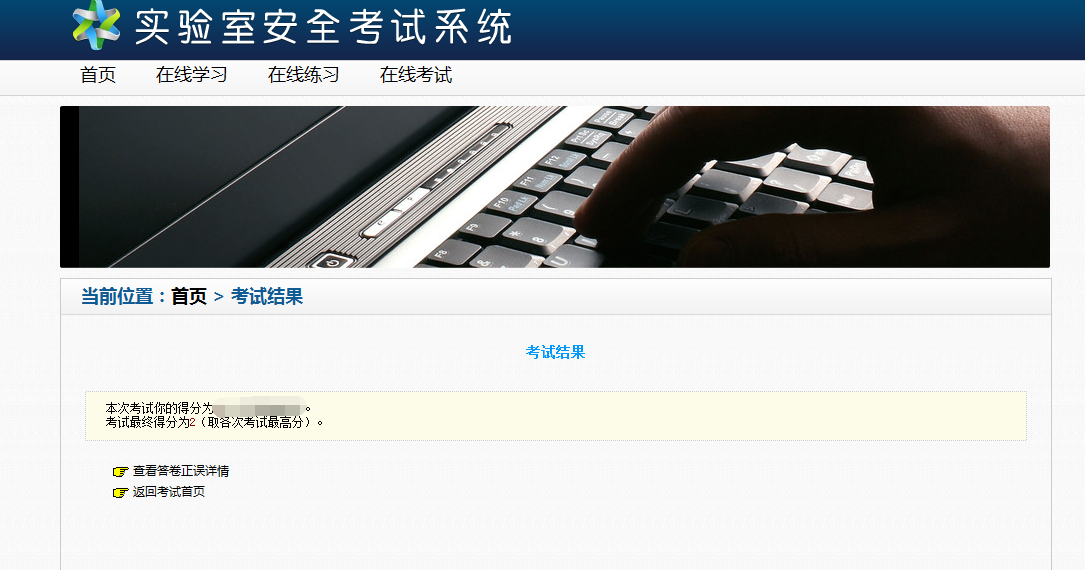 实验室安全考试系统
首页 在线学习 在线练习 在线考试
当前位置：首页 > 考试结果
考试结果
本次考试你的得分为 。
考试最终得分为2（取各次考试最高分）。
查看答卷正误详情
返回考试首页